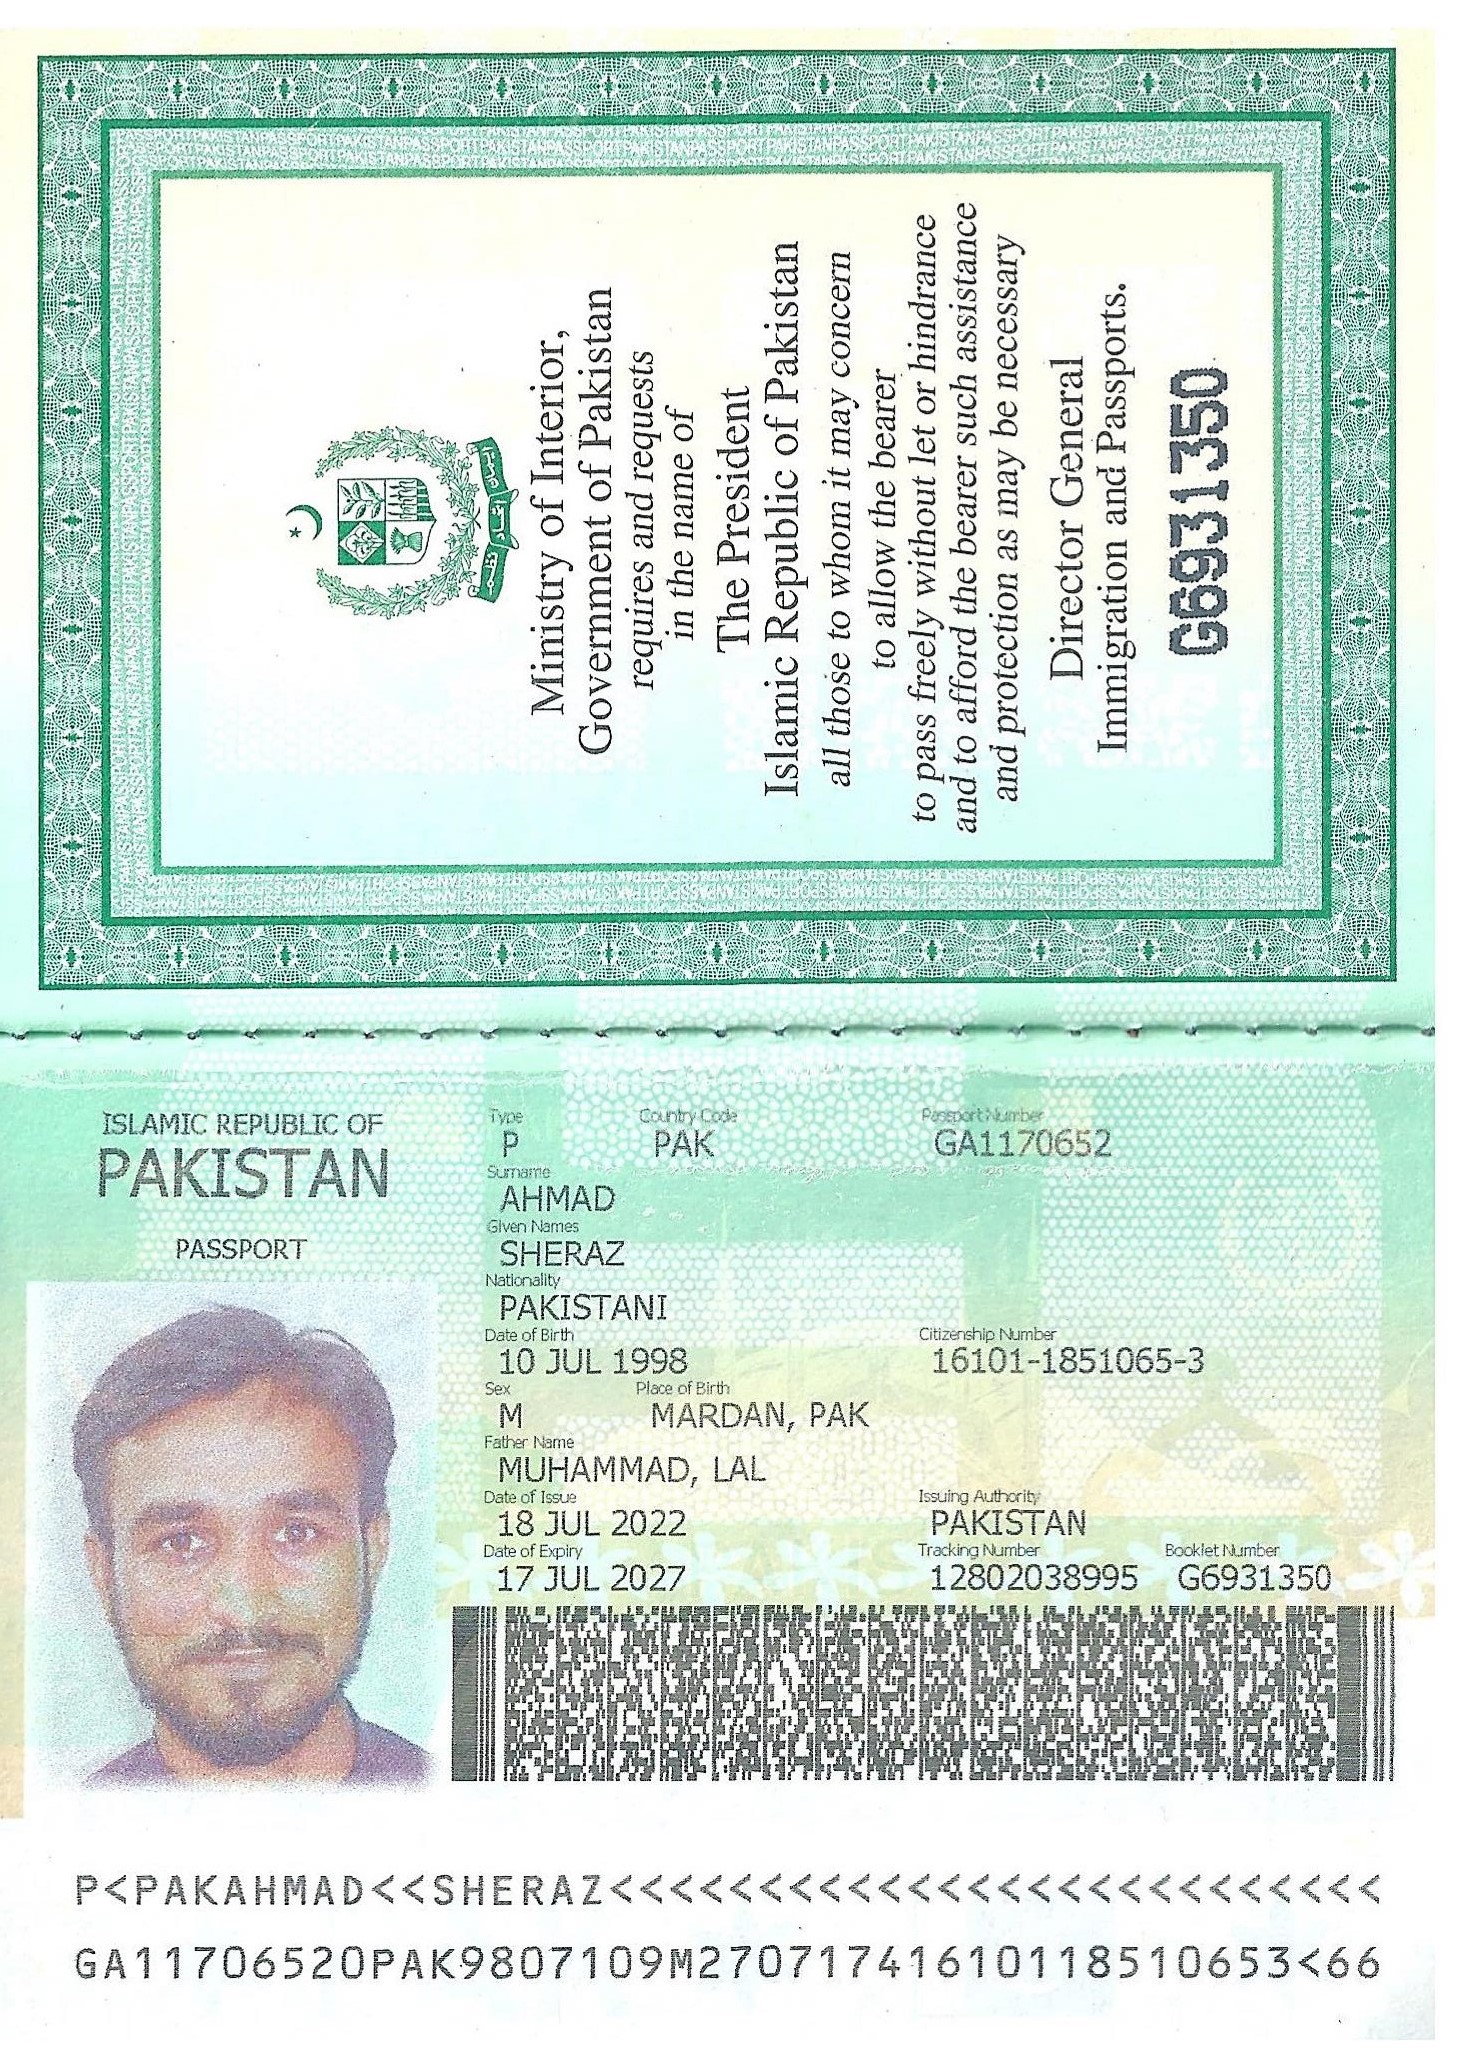 Ministry of Interior,
Government of Pakistan
requires and requests
in the name of
The President
Islamic Republic of Pakistan
all those to whom it may concern
to allow the bearer
to pass freely without let or hindrance
and to afford the bearer such assistance
and protection as may be necessary
Director General
Immigration and Passports.
G6931350
ISLAMIC REPUBLIC OF
PAKISTAN
PASSPORT
Type Country Code Passport Number
P PAK GA1170652
Surname
AHMAD
Given Names
SHERAZ
Nationality
PAKISTANI
Date of Birth Citizenship Number
10 JUL 1998 16101-1851065-3
Sex Place of Birth
M MARDAN, PAK
Father Name
MUHAMMAD, LAL
Date of Issue Issuing Authority
18 JUL 2022 PAKISTAN
Date of Expiry Tracking Number Booklet Number
17 JUL 2027 12802038995 G6931350
P<PAKAHMAD<<SHERAZ<<<<<<<<<<<<<<<<<<<<<<<<<<
GA11706520PAK9807109M27071741610118510653<66